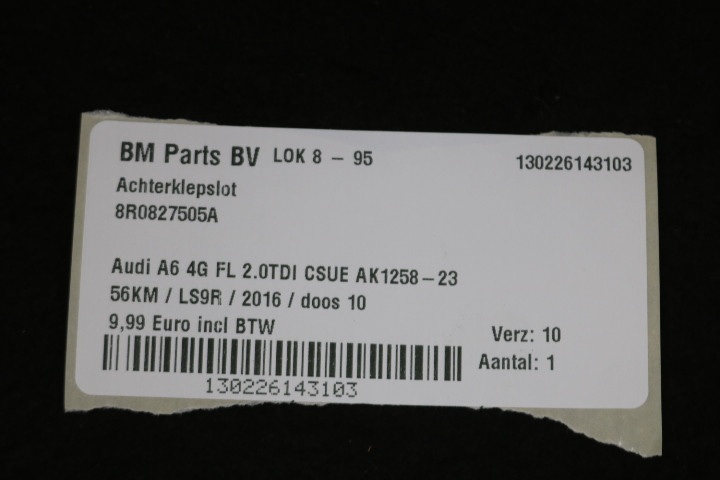 BM Parts BV LOK 8 - 95 130226143103
Achterklepslot
8R0827505A
Audi A6 4G FL 2.0TDI CSUE AK1258-23
56KM / LS9R / 2016 / doos 10
9,99 Euro incl BTW Verz: 10
Aantal: 1
130226143103